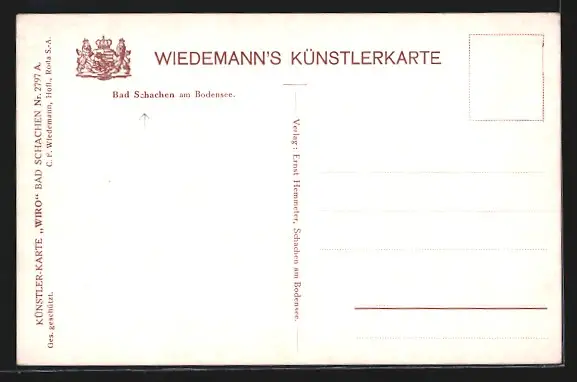 WIEDEMANN'S KÜNSTLERKARTE
Bad Schachen am Bodensee.
Verlag: Ernst Hemmeter, Schachen am Bodensee.
KÜNSTLER-KARTE „WIRO“ BAD SCHACHEN Nr. 2797 A.
Ges. geschützt.
C. F. Wiedemann, Hofl., Roda S.-A.